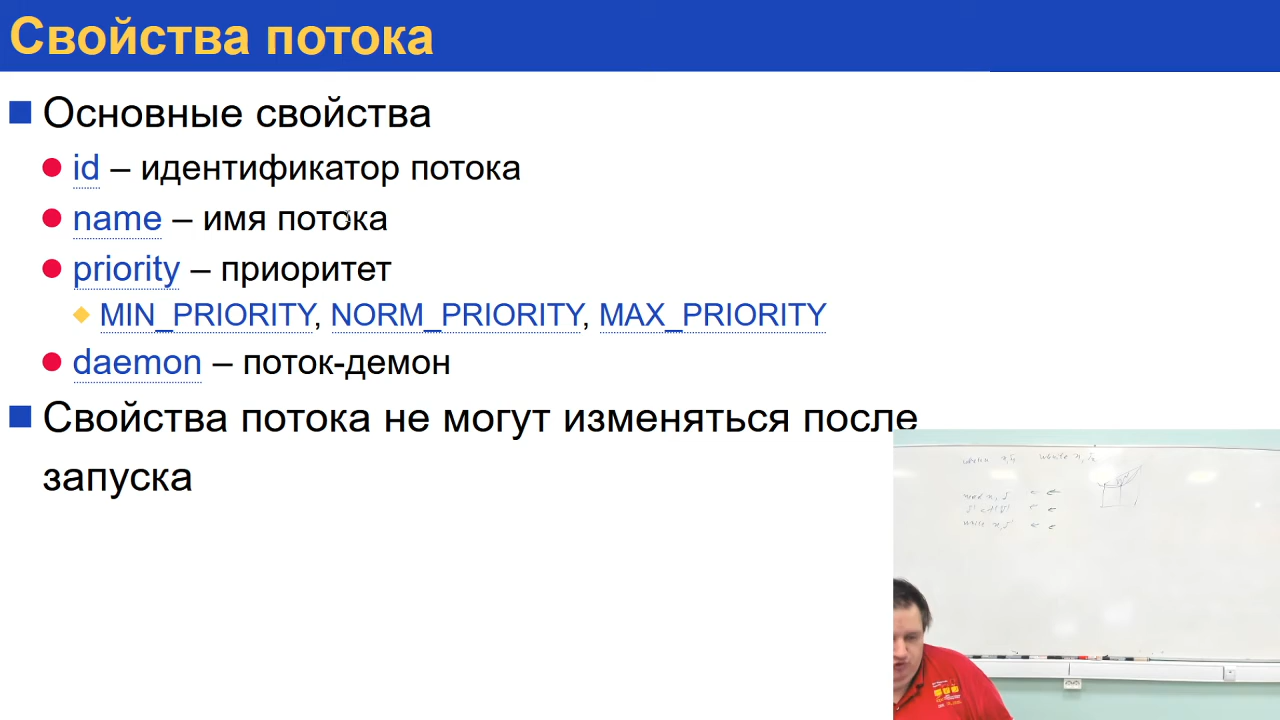 Свойства потока
Основные свойства
id – идентификатор потока
name – имя потока
priority – приоритет
MIN_PRIORITY, NORM_PRIORITY, MAX_PRIORITY
daemon – поток-демон
Свойства потока не могут изменяться после
запуска